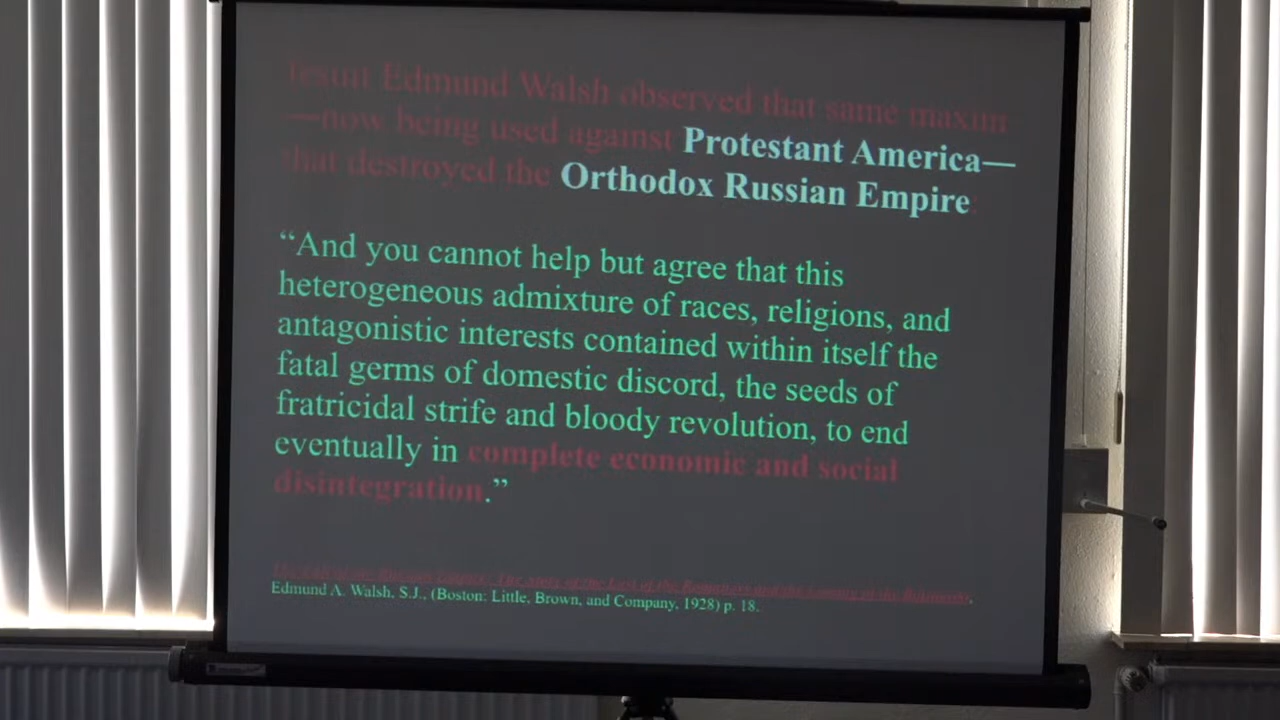 Jesuit Edmund Walsh observed that same maxim
—now being used against Protestant America—
that destroyed the Orthodox Russian Empire
“And you cannot help but agree that this
heterogeneous admixture of races, religions, and
antagonistic interests contained within itself the
fatal germs of domestic discord, the seeds of
fratricidal strife and bloody revolution, to end
eventually in complete economic and social
disintegration.”
The Fall of the Russian Empire: The Story of the Last of the Romanovs and the Coming of the Bolsheviks,
Edmund A. Walsh, S.J., (Boston: Little, Brown, and Company, 1928) p. 18.